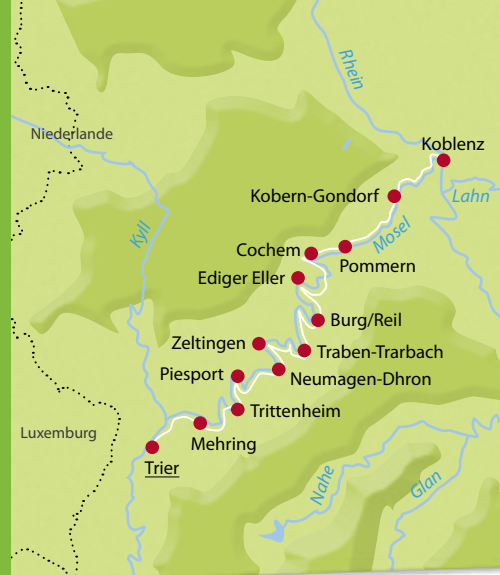 Rhein
Niederlande
Koblenz
Kobern-Gondorf
Lahn
Kyll
Mosel
Cochem
Pommern
Ediger Eller
Burg/Reil
Zeltingen
Traben-Trarbach
Piesport
Neumagen-Dhron
Trittenheim
Luxemburg
Mehring
Trier
Nahe
Glan